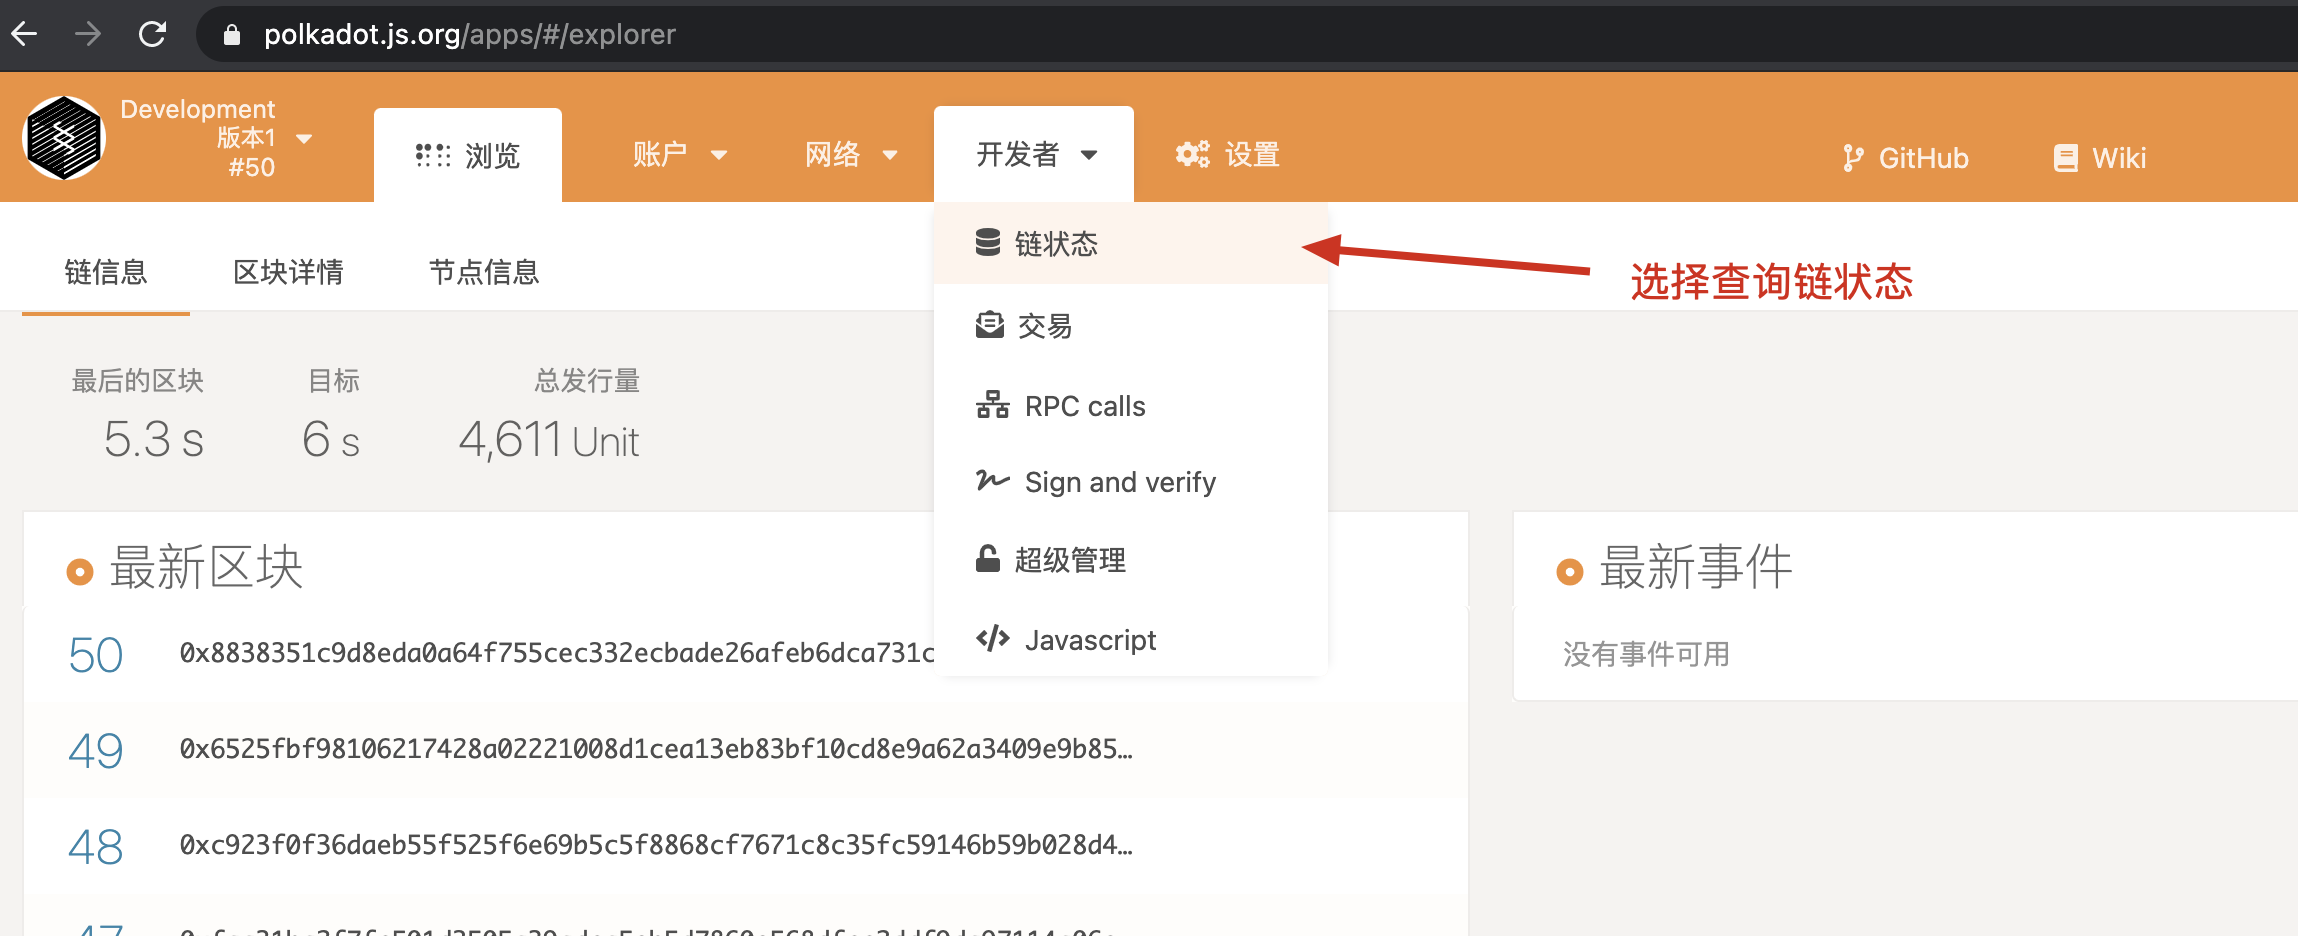 polkadot.js.org/apps/#/explorer
Development
版本1
#50
浏览
账户
网络
开发者
设置
GitHub
Wiki
链信息
区块详情
节点信息
链状态
交易
RPC calls
Sign and verify
超级管理
Javascript
选择查询链状态
最后的区块
5.3 s
目标
6 s
总发行量
4,611 Unit
最新区块
50 0x8838351c9d8eda0a64f755cec332ecbade26afeb6dca731c
49 0x6525fbf98106217428a02221008d1cea13eb83bf10cd8e9a62a3409e9b85…
48 0xc923f0f36daeb55f525f6e69b5c5f8868cf7671c8c35fc59146b59b028d4…
47
最新事件
没有事件可用